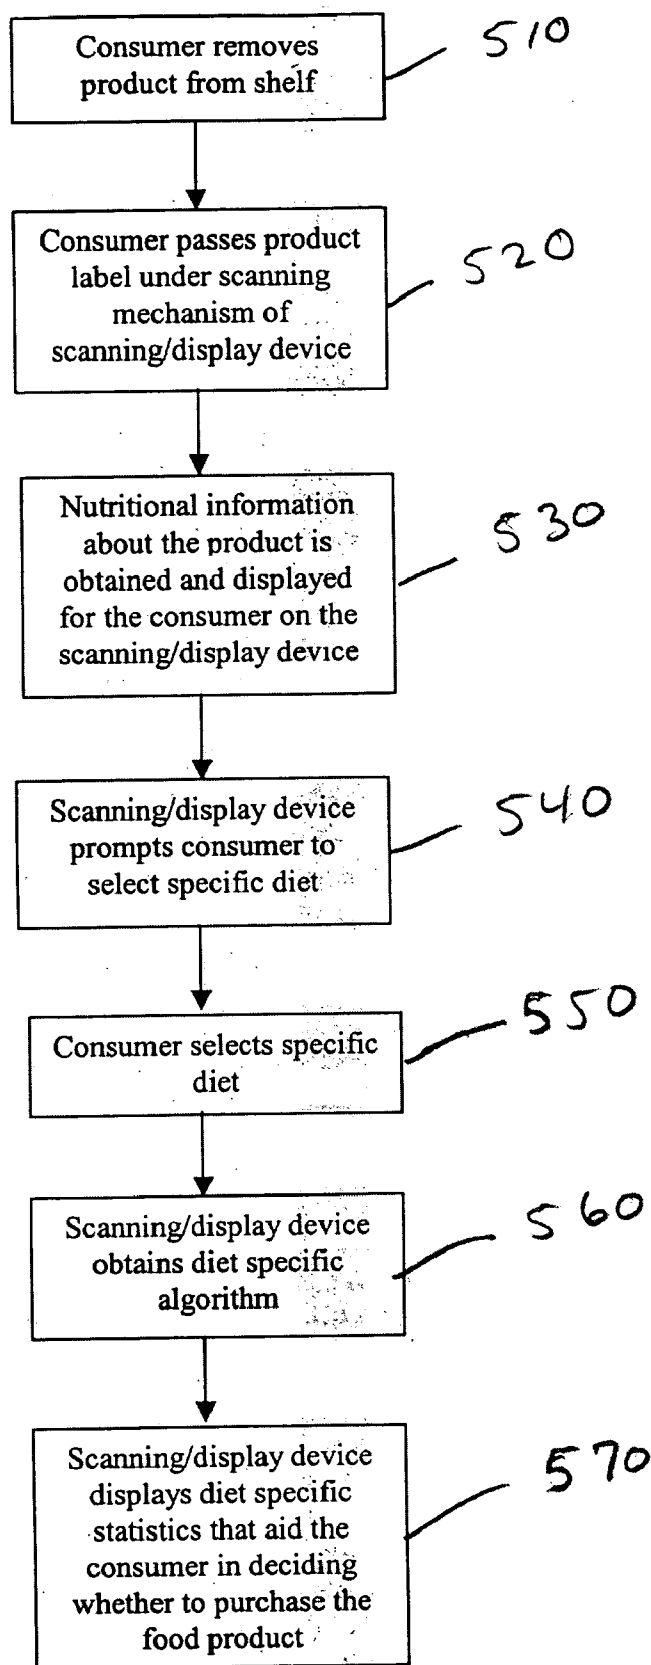 Consumer removes
product from shelf
510
Consumer passes product
label under scanning
mechanism of
scanning/display device
520
Nutritional information
about the product is
obtained and displayed
for the consumer on the
scanning/display device
530
Scanning/display device
prompts consumer to
select specific diet
540
Consumer selects specific
diet
550
Scanning/display device
obtains diet specific
algorithm
560
Scanning/display device
displays diet specific
statistics that aid the
consumer in deciding
whether to purchase the
food product
570